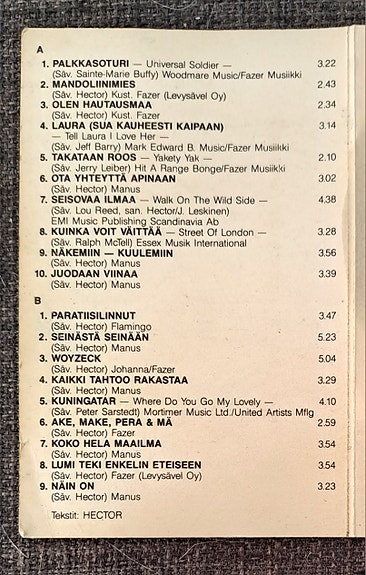 A
1. PALKKASOTURI — Universal Soldier — 3.22
(Säv. Sainte-Marie Buffy) Woodmare Music/Fazer Musiikki
2. MANDOLIINIMIES 2.43
(Säv. Hector) Kust. Fazer (Levysävel Oy)
3. OLEN HAUTAUSMAA 2.34
(Säv. Hector) Kust. Fazer
4. LAURA (SUA KAUHEESTI KAIPAAN) 3.14
— Tell Laura I Love Her —
(Säv. Jeff Barry) Mark Edward B. Music/Fazer Musiikki
5. TAKATAAN ROOS — Yakety Yak — 2.10
(Säv. Jerry Leiber) Hit A Range Bonge/Fazer Musiikki
6. OTA YHTEYTTÄ APINAAN 3.02
(Säv. Hector) Manus
7. SEISOVAA ILMAA — Walk On The Wild Side — 4.38
(Säv. Lou Reed, san. Hector/J. Leskinen)
EMI Music Publishing Scandinavia Ab
8. KUINKA VOIT VÄITTÄÄ — Street Of London — 3.28
(Säv. Ralph McTell) Essex Musik International
9. NÄKEMIIN — KUULEMIIN 3.56
(Säv. Hector) Manus
10. JUODAAN VIINAA 3.39
(Säv. Hector) Manus
B
1. PARATIISILINNUT 3.47
(Säv. Hector) Flamingo
2. SEINÄSTÄ SEINÄÄN 5.23
(Säv. Hector) Manus
3. WOYZECK 5.04
(Säv. Hector) Johanna/Fazer
4. KAIKKI TAHTOO RAKASTAA 3.29
(Säv. Hector) Manus
5. KUNINGATAR — Where Do You Go My Lovely — 4.10
(Säv. Peter Sarstedt) Mortimer Music Ltd./United Artists Mflg
6. AKE, MAKE, PERA & MÄ 2.59
(Säv. Hector) Fazer
7. KOKO HELA MAAILMA 3.54
(Säv. Hector) Manus
8. LUMI TEKI ENKELIN ETEISEEN 3.54
(Säv. Hector) Fazer (Levysävel Oy)
9. NÄIN ON 3.23
(Säv. Hector) Manus
Tekstit: HECTOR